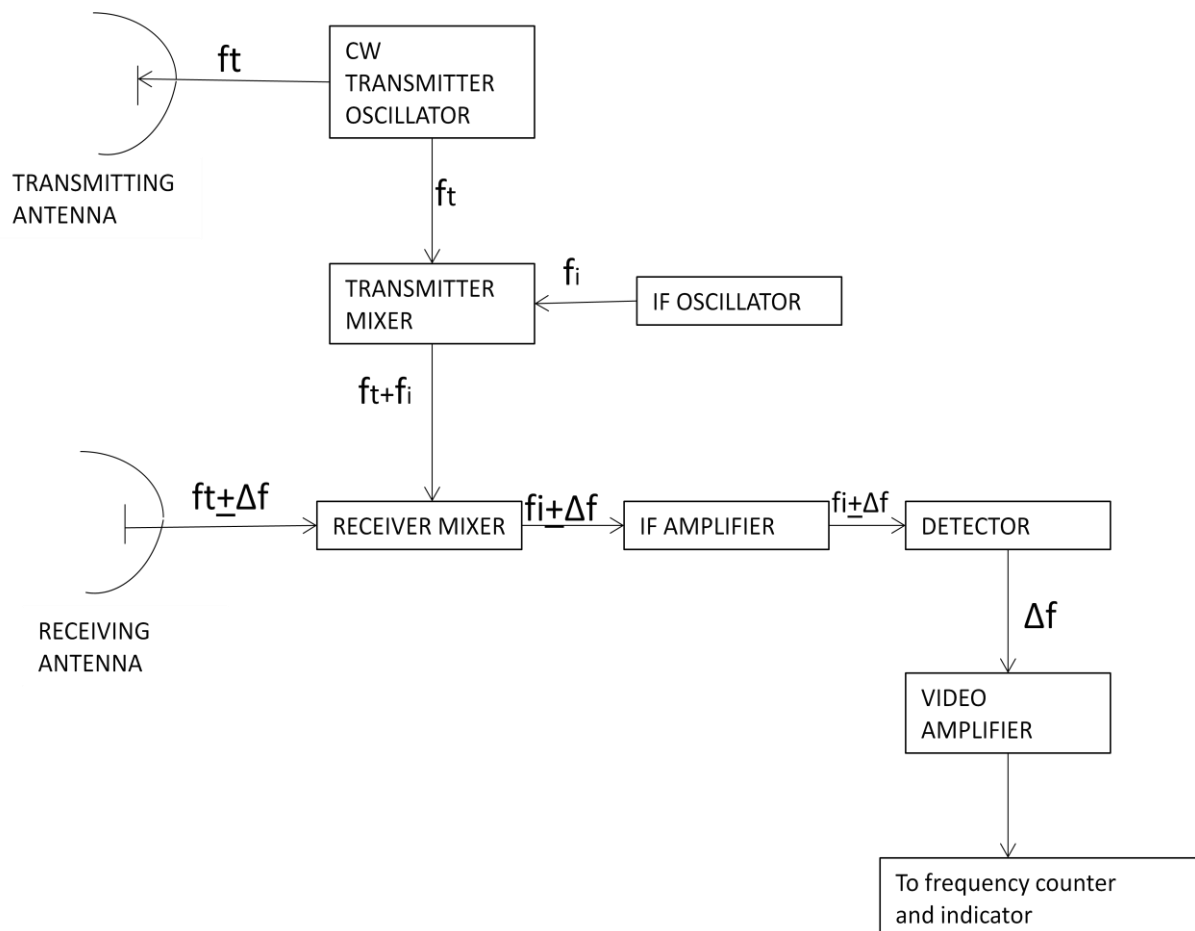 ft
CW
TRANSMITTER
OSCILLATOR
TRANSMITTING
ANTENNA
ft
TRANSMITTER
MIXER
fi
IF OSCILLATOR
ft+fi
ft±Δf
RECEIVER MIXER
fi±Δf
IF AMPLIFIER
fi±Δf
DETECTOR
RECEIVING
ANTENNA
Δf
VIDEO
AMPLIFIER
To frequency counter
and indicator